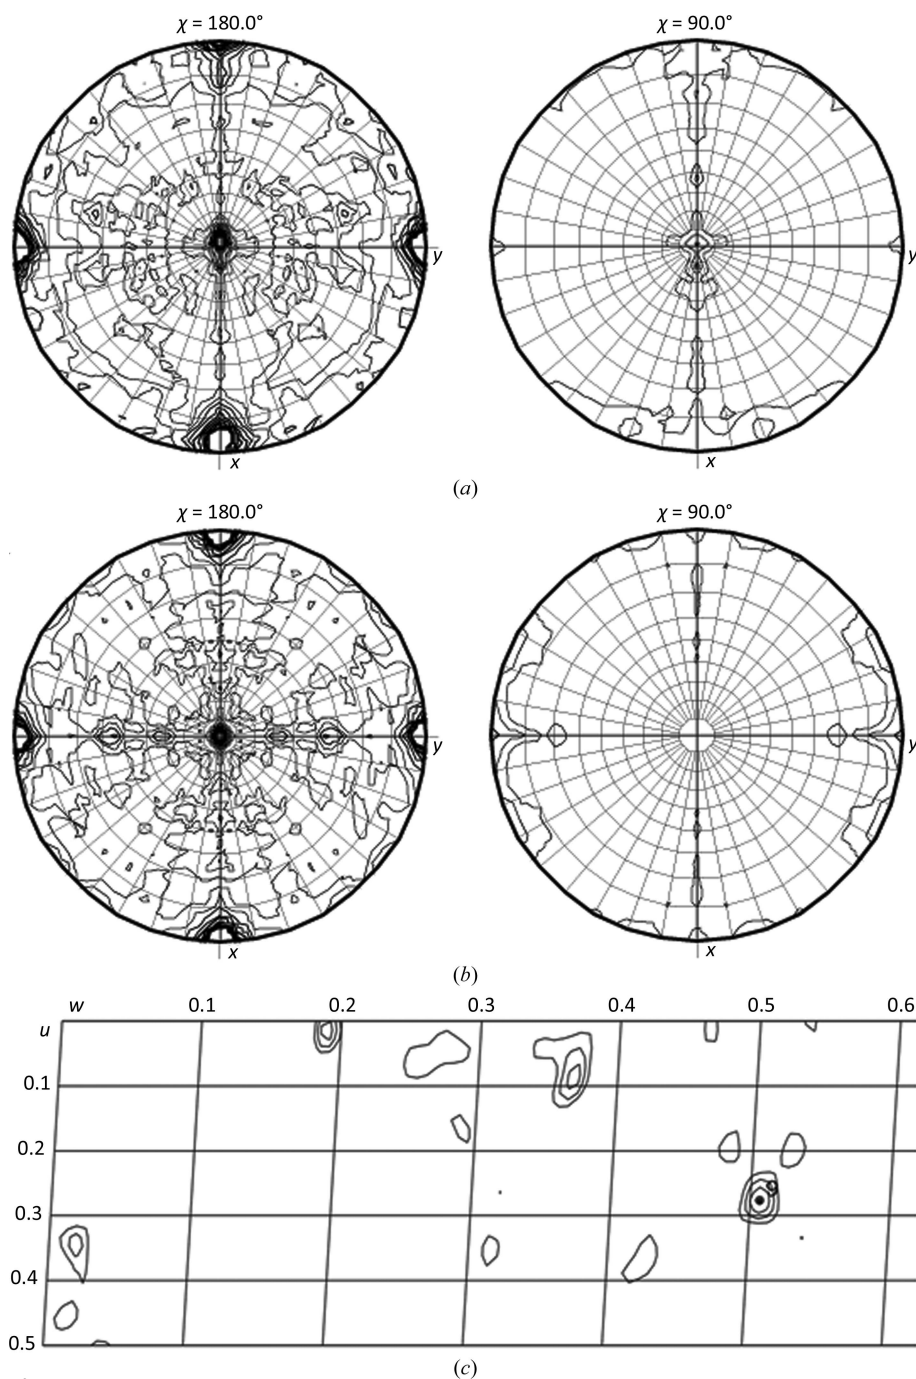 χ = 180.0° χ = 90.0°
y y
x x
(a)
χ = 180.0° χ = 90.0°
y y
x x
(b)
w 0.1 0.2 0.3 0.4 0.5 0.6
u
0.1
0.2
0.3
0.4
0.5
(c)